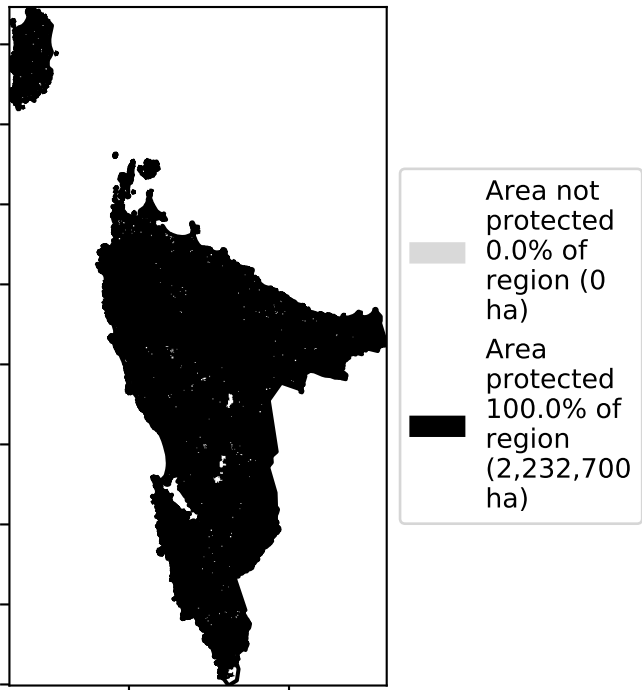 Area not
protected
0.0% of
region (0
ha)
Area
protected
100.0% of
region
(2,232,700
ha)